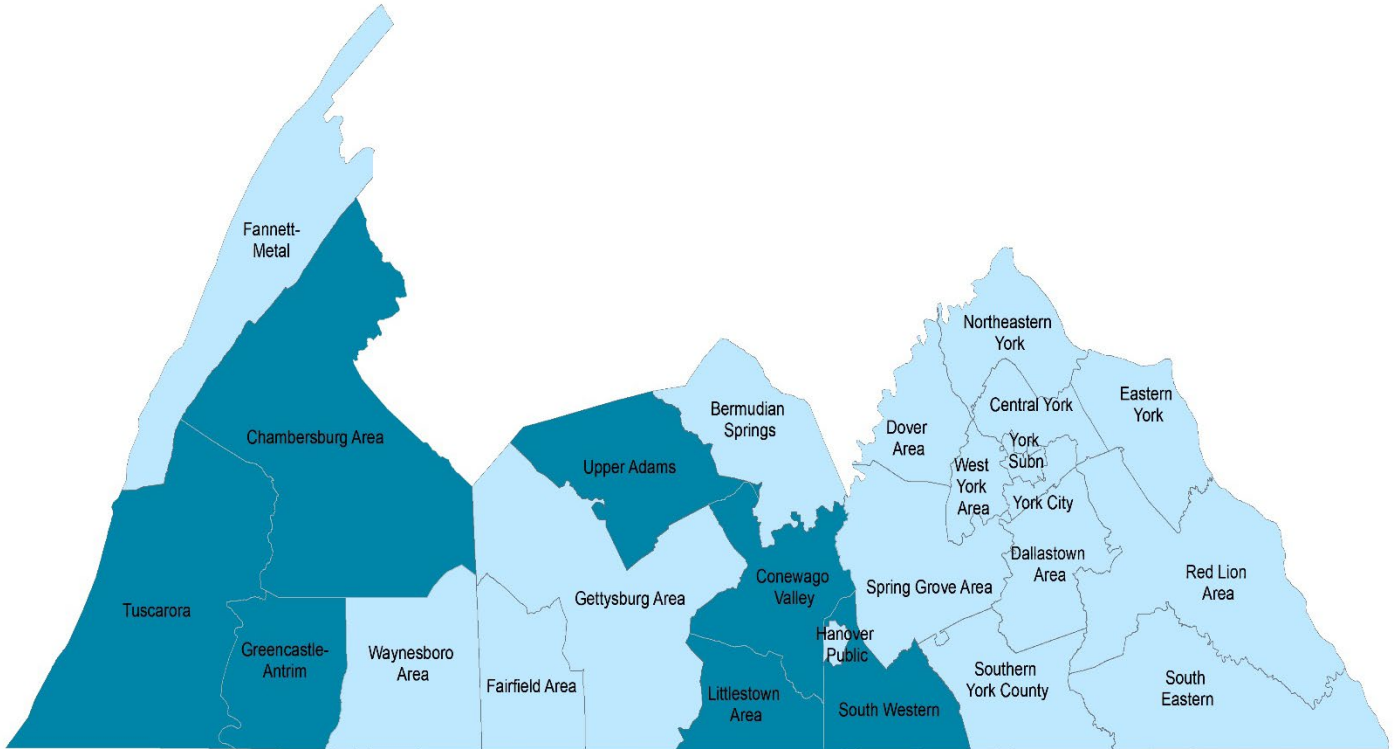 Fannett-
Metal
Northeastern
York
Eastern
York
Central York
Bermudian
Springs
Dover
Area
Chambersburg Area
York
Subn
Upper Adams
West
York
Area
York City
Dallastown
Area
Red Lion
Area
Conewago
Valley
Spring Grove Area
Gettysburg Area
Tuscarora
Hanover
Public
Greencastle-
Antrim
Waynesboro
Area
Fairfield Area
Southern
York County
South
Eastern
Littlestown
Area
South Western